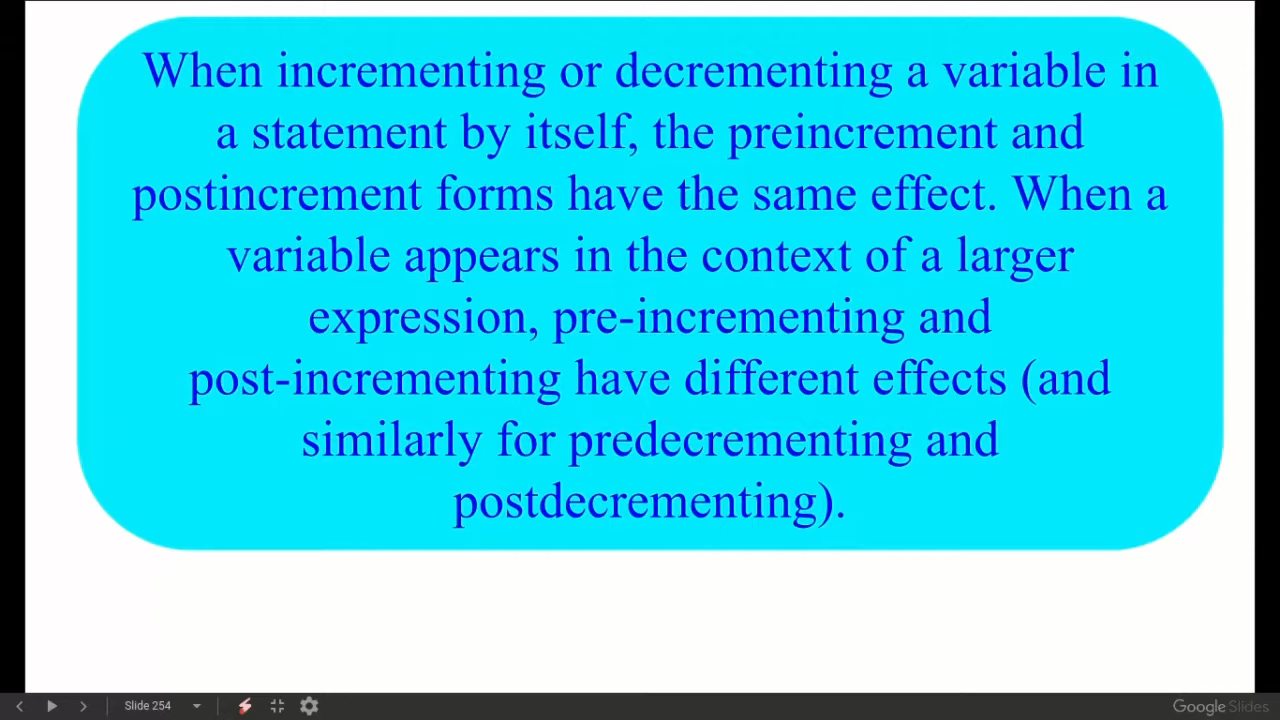 When incrementing or decrementing a variable in
a statement by itself, the preincrement and
postincrement forms have the same effect. When a
variable appears in the context of a larger
expression, pre-incrementing and
post-incrementing have different effects (and
similarly for predecrementing and
postdecrementing).
Slide 254
Google Slides